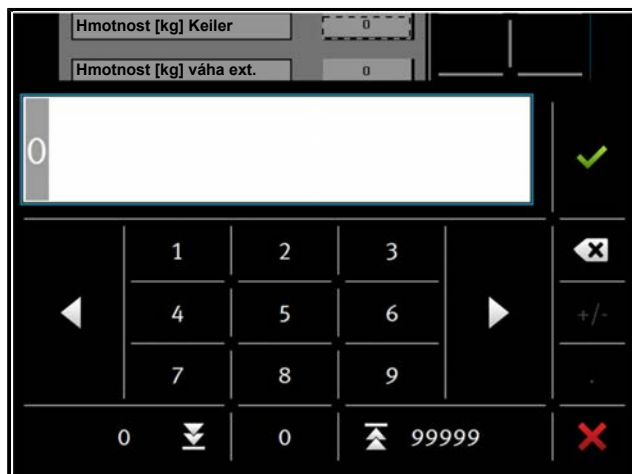 Hmotnost [kg] Keiler 0
Hmotnost [kg] váha ext. 0
0
1 2 3
4 5 6 +/-
7 8 9 .
0 0 99999